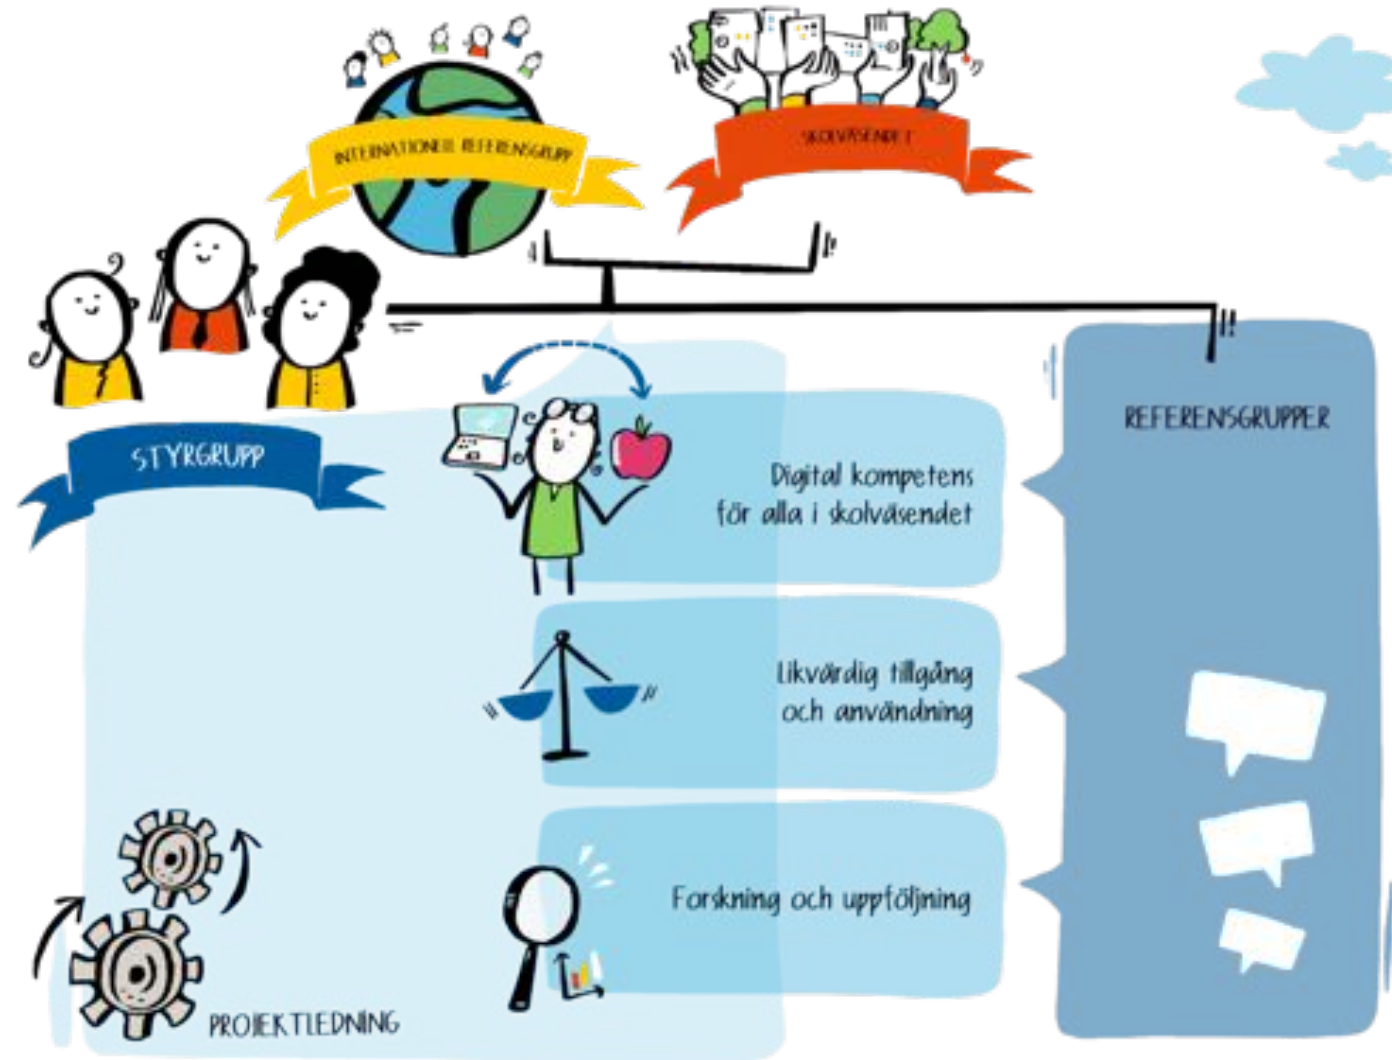 INTERNATIONELL REFERENSGRUPP
SKOLVÄSENDET
STYRGRUPP
REFERENSGRUPPER
Digital kompetens
för alla i skolväsendet
Likvärdig tillgång
och användning
Forskning och uppföljning
PROJEKTLEDNING